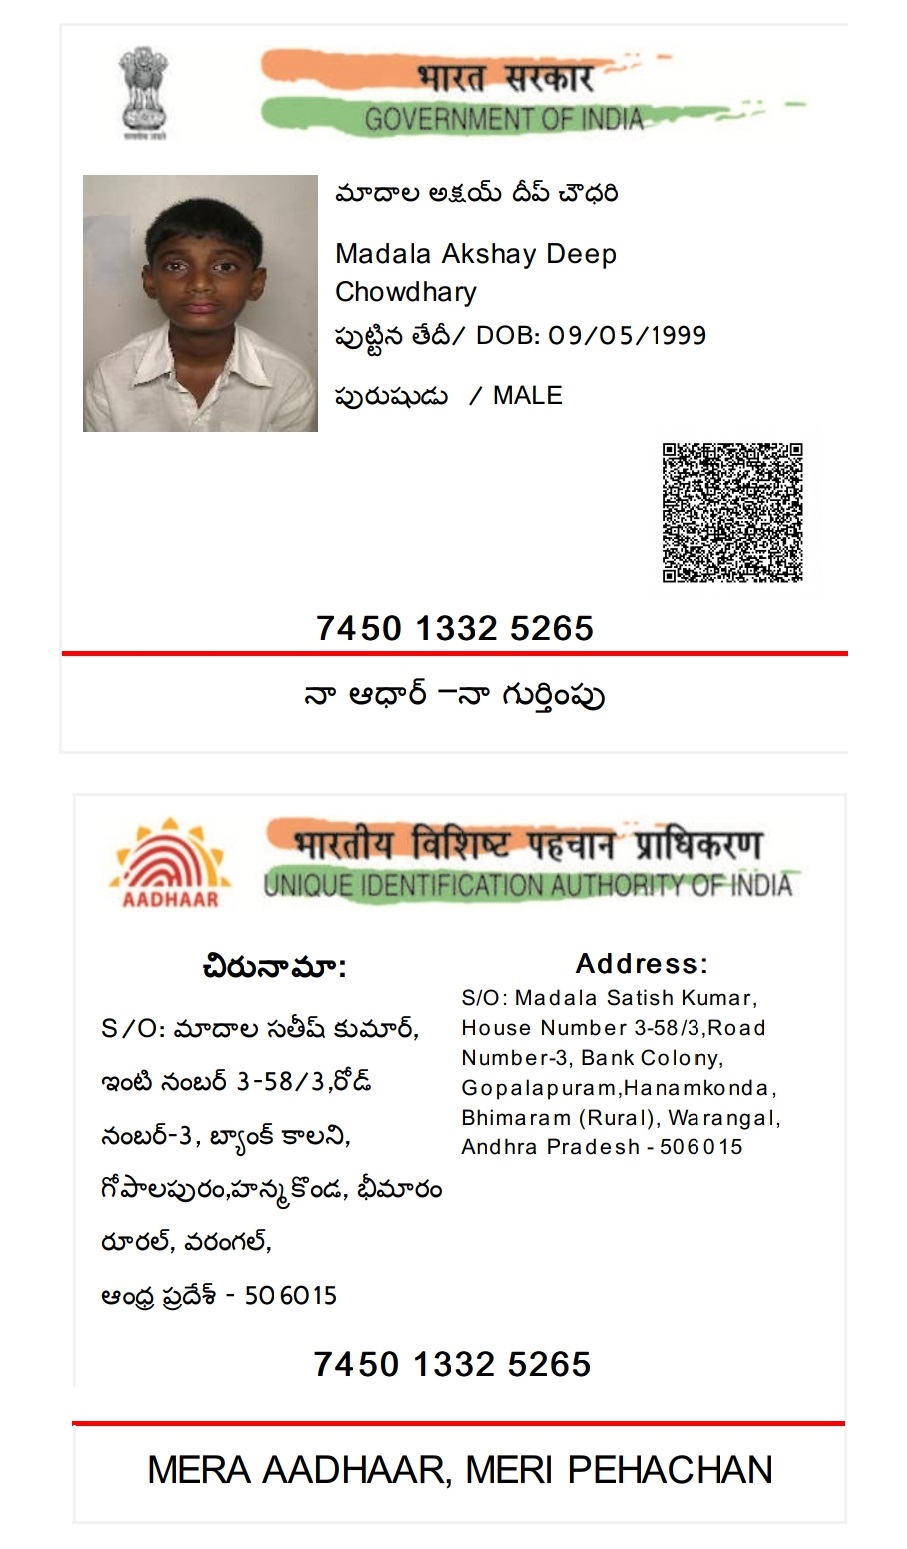 भारत सरकार
GOVERNMENT OF INDIA
మాదాల అక్షయ్ దీప్ చౌధరి
Madala Akshay Deep
Chowdhary
పుట్టిన తేదీ/ DOB: 09/05/1999
పురుషుడు / MALE
7450 1332 5265
నా ఆధార్ –నా గుర్తింపు
भारतीय विशिष्ट पहचान प्राधिकरण
UNIQUE IDENTIFICATION AUTHORITY OF INDIA
AADHAAR
చిరునామా:
S/O: మాదాల సతీష్ కుమార్,
ఇంటి నంబర్ 3-58/3,రోడ్
నంబర్-3, బ్యాంక్ కాలని,
గోపాలపురం,హన్మకొండ, భీమారం
రూరల్, వరంగల్,
ఆంధ్ర ప్రదేశ్ - 506015
Address:
S/O: Madala Satish Kumar,
House Number 3-58/3,Road
Number-3, Bank Colony,
Gopalapuram,Hanamkonda,
Bhimaram (Rural), Warangal,
Andhra Pradesh - 506015
7450 1332 5265
MERA AADHAAR, MERI PEHACHAN